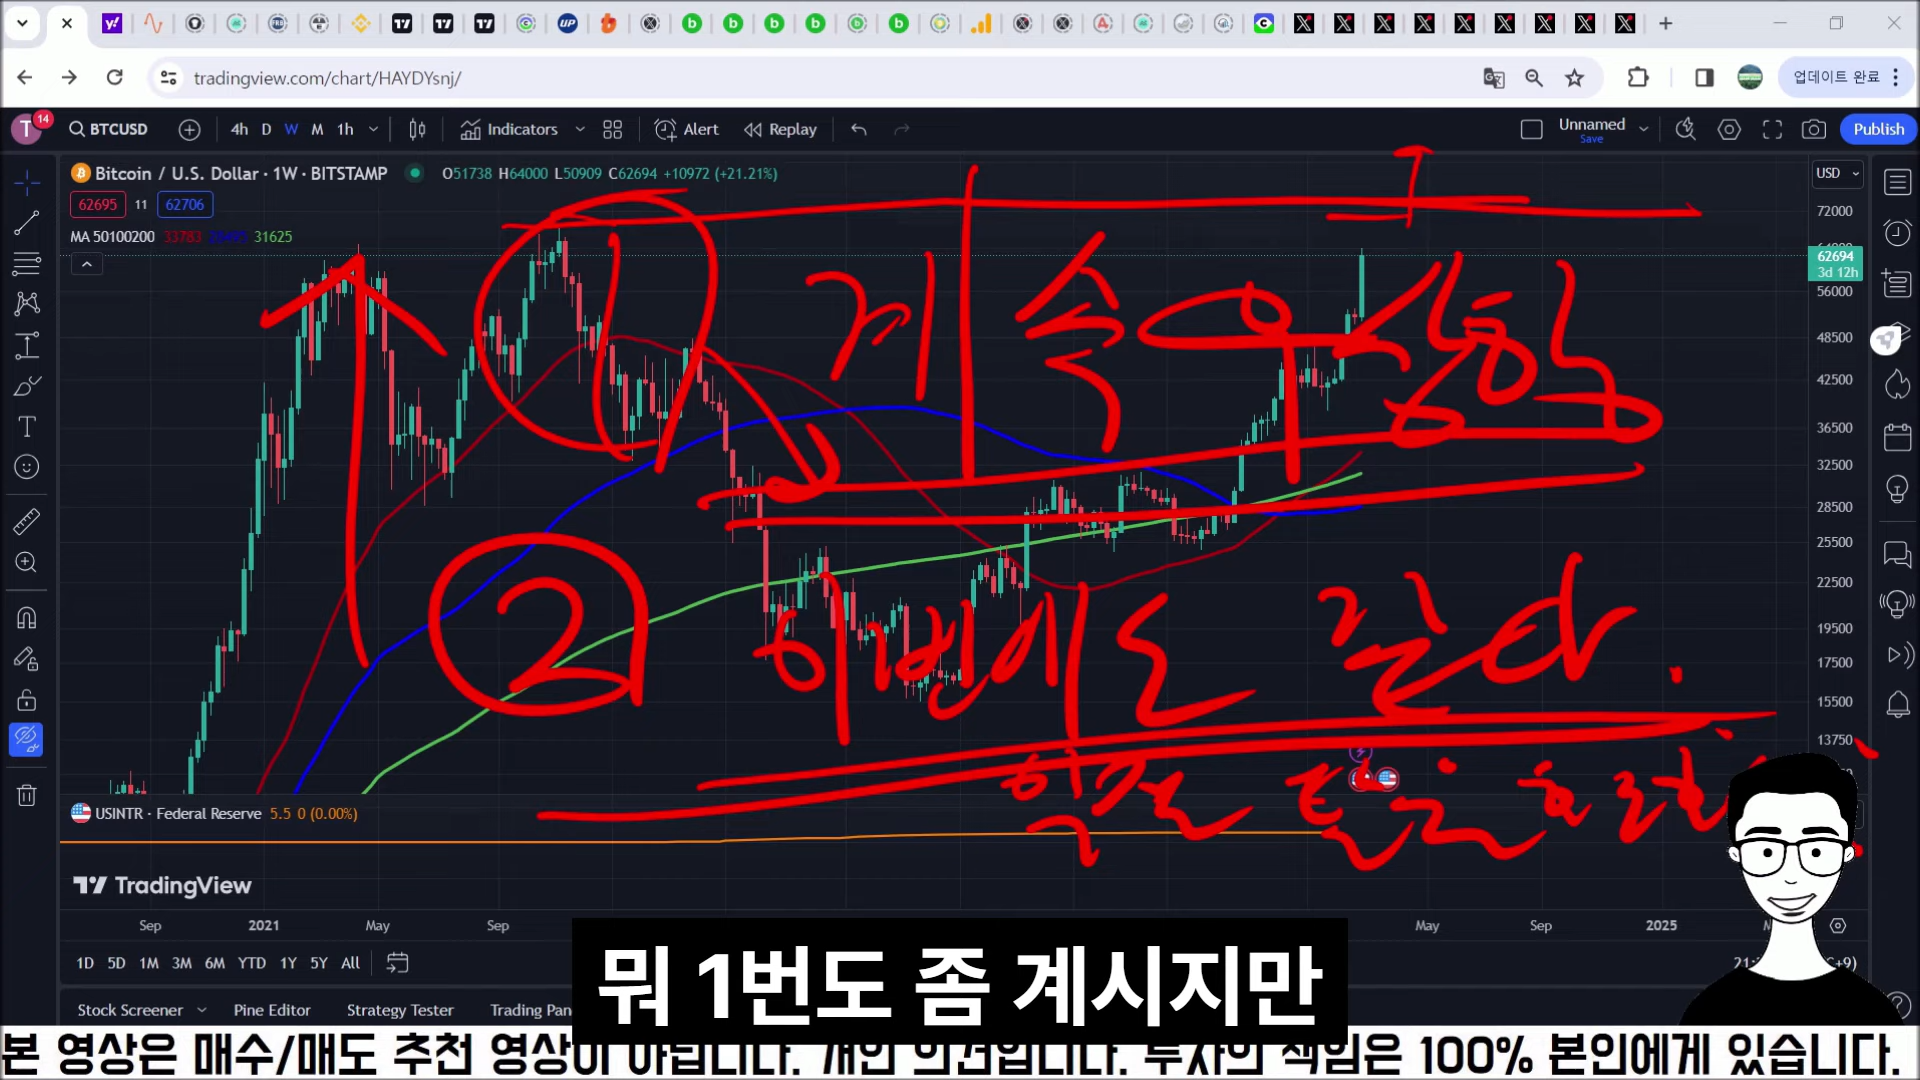 tradingview.com/chart/HAYDYsnj/
업데이트 완료
T 14 BTCUSD 4h D W M 1h Indicators Alert Replay Unnamed Save Publish
Bitcoin / U.S. Dollar · 1W · BITSTAMP O51738 H64000 L50909 C62694 +10972 (+21.21%) USD
62695 11 62706
MA 50100200 33783 31625
72000
62694
3d 12h
56000
48500
42500
36500
32500
28500
25500
22500
19500
17500
15500
13750
1 계속 우상향
2 이번에도 같다.
USINTR · Federal Reserve 5.5 0 (0.00%)
TradingView
Sep 2021 May Sep May Sep 2025
1D 5D 1M 3M 6M YTD 1Y 5Y All
Stock Screener Pine Editor Strategy Tester Trading
뭐 1번도 좀 계시지만
본 영상은 매수/매도 추천 영상이 아닙니다. 개인 의견입니다. 투자의 책임은 100% 본인에게 있습니다.